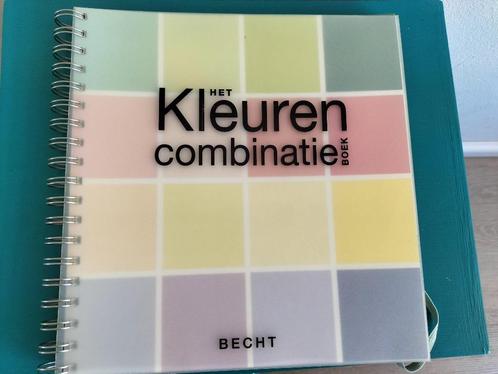 HET
Kleuren
combinatie
BOEK
BECHT